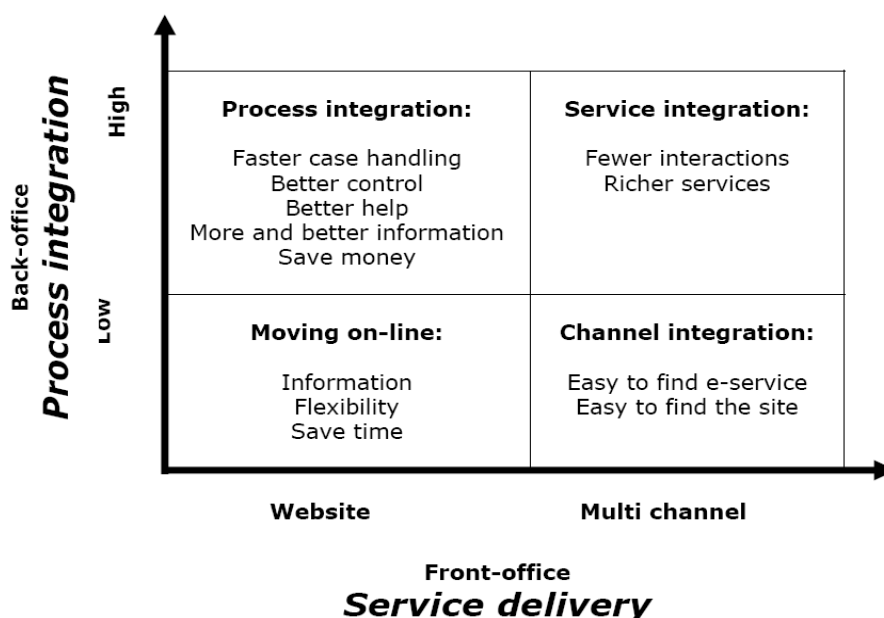 Back-office
Process integration
High
Low
Process integration:
Faster case handling
Better control
Better help
More and better information
Save money
Service integration:
Fewer interactions
Richer services
Moving on-line:
Information
Flexibility
Save time
Channel integration:
Easy to find e-service
Easy to find the site
Website
Multi channel
Front-office
Service delivery